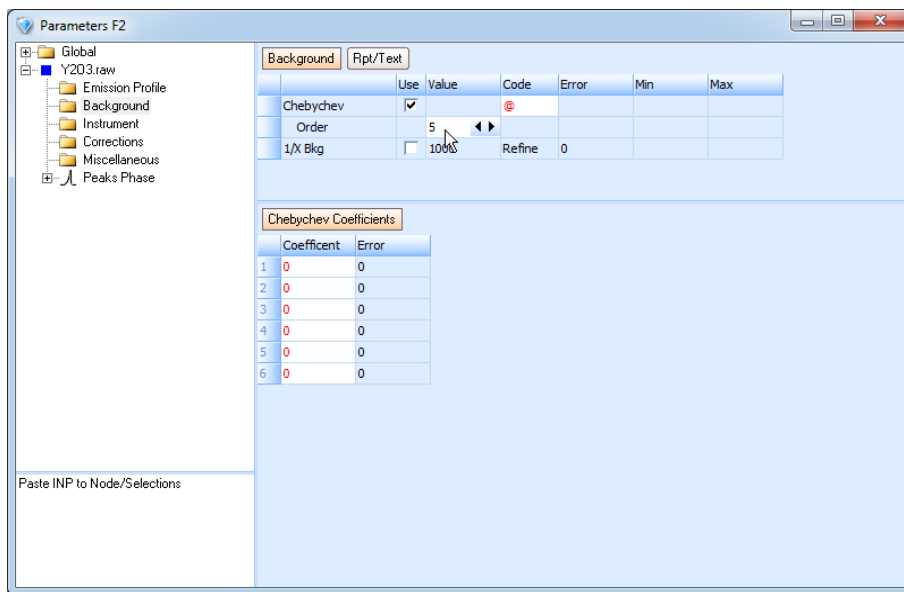 Parameters F2
Global
Y2O3.raw
Emission Profile
Background
Instrument
Corrections
Miscellaneous
Peaks Phase
Paste INP to Node/Selections
Background Rpt/Text
Use Value Code Error Min Max
Chebychev @
Order 5
1/X Bkg Refine 0
Chebychev Coefficients
Coefficent Error
1 0 0
2 0 0
3 0 0
4 0 0
5 0 0
6 0 0